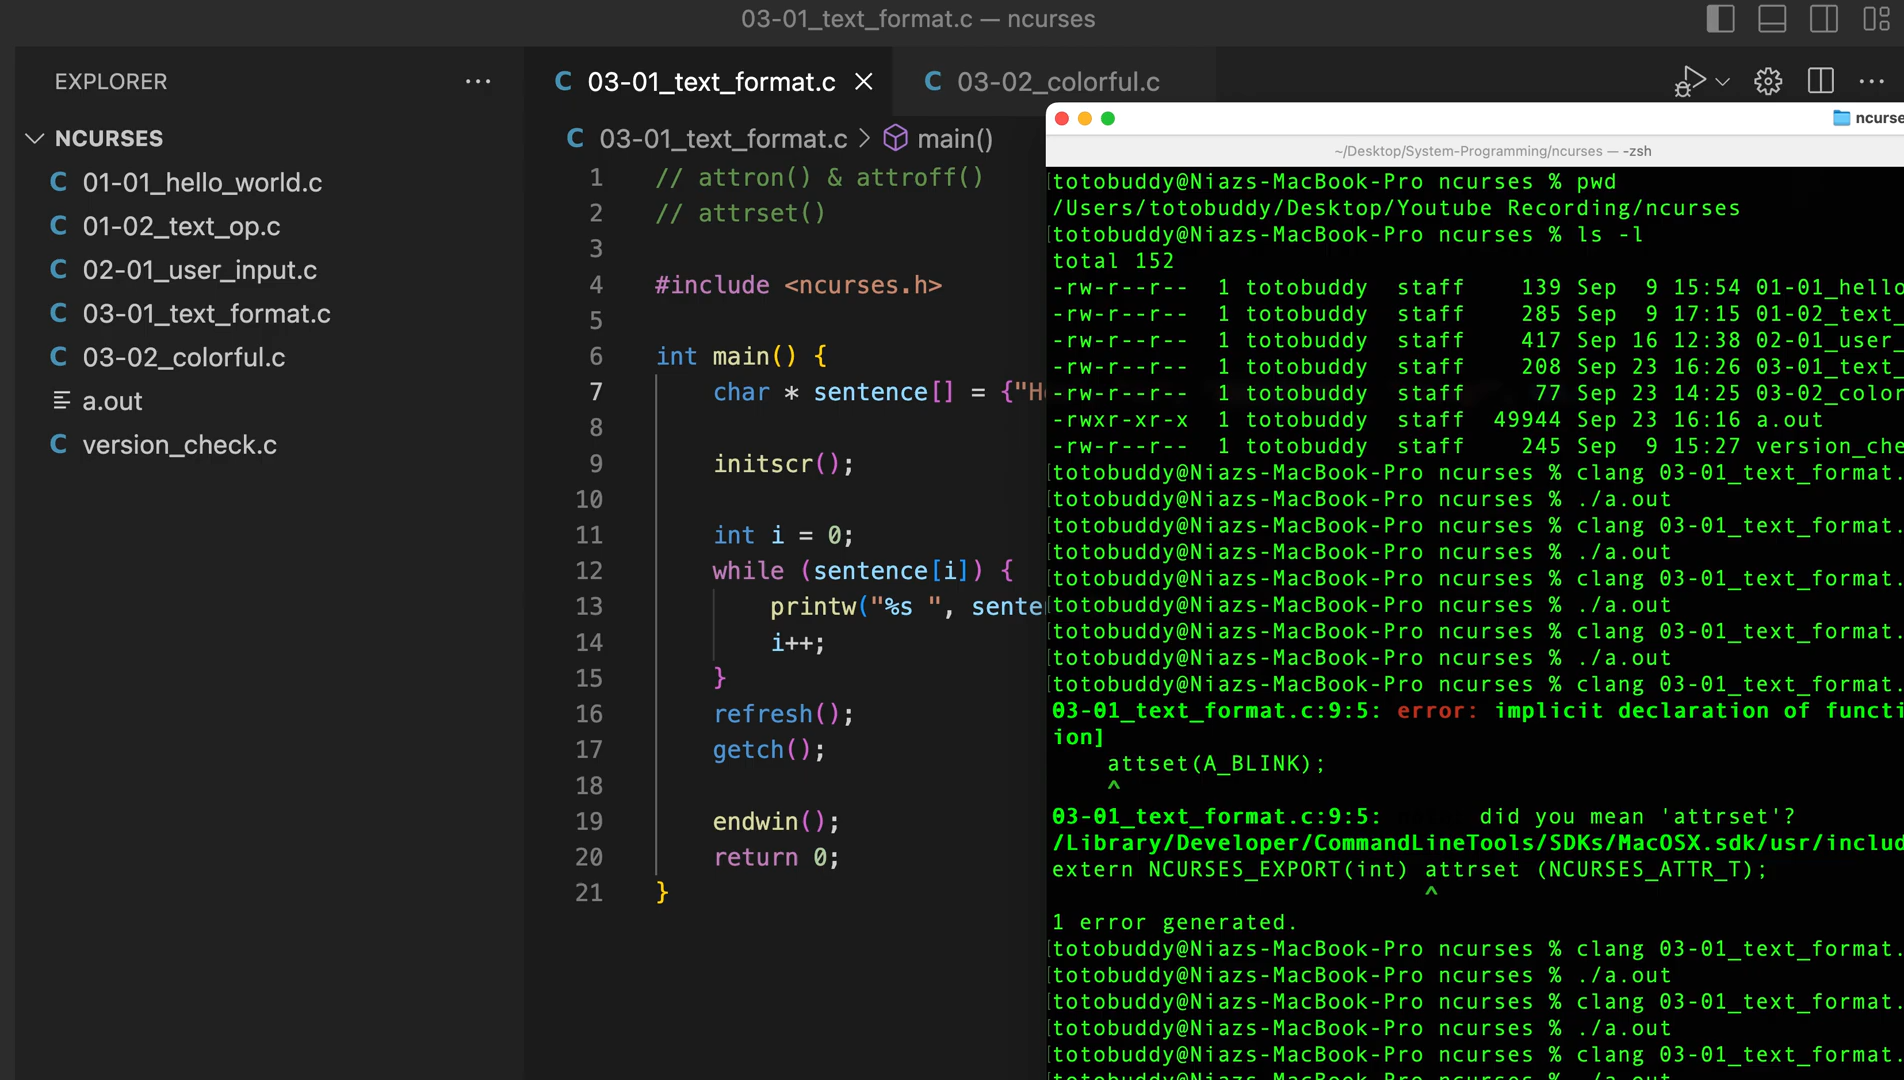 03-01_text_format.c — ncurses
EXPLORER
NCURSES
01-01_hello_world.c
01-02_text_op.c
02-01_user_input.c
03-01_text_format.c
03-02_colorful.c
a.out
version_check.c
C 03-01_text_format.c
C 03-02_colorful.c
C 03-01_text_format.c > main()
1 // attron() & attroff()
2 // attrset()
3
4 #include <ncurses.h>
5
6 int main() {
7 char * sentence[] = {"He
8
9 initscr();
10
11 int i = 0;
12 while (sentence[i]) {
13 printw("%s ", sente
14 i++;
15 }
16 refresh();
17 getch();
18
19 endwin();
20 return 0;
21 }
ncurse
~/Desktop/System-Programming/ncurses — -zsh
[totobuddy@Niazs-MacBook-Pro ncurses % pwd
/Users/totobuddy/Desktop/Youtube Recording/ncurses
[totobuddy@Niazs-MacBook-Pro ncurses % ls -l
total 152
-rw-r--r-- 1 totobuddy staff 139 Sep 9 15:54 01-01_hello
-rw-r--r-- 1 totobuddy staff 285 Sep 9 17:15 01-02_text_
-rw-r--r-- 1 totobuddy staff 417 Sep 16 12:38 02-01_user_
-rw-r--r-- 1 totobuddy staff 208 Sep 23 16:26 03-01_text_
-rw-r--r-- 1 totobuddy staff 77 Sep 23 14:25 03-02_color
-rwxr-xr-x 1 totobuddy staff 49944 Sep 23 16:16 a.out
-rw-r--r-- 1 totobuddy staff 245 Sep 9 15:27 version_che
[totobuddy@Niazs-MacBook-Pro ncurses % clang 03-01_text_format.
[totobuddy@Niazs-MacBook-Pro ncurses % ./a.out
[totobuddy@Niazs-MacBook-Pro ncurses % clang 03-01_text_format.
[totobuddy@Niazs-MacBook-Pro ncurses % ./a.out
[totobuddy@Niazs-MacBook-Pro ncurses % clang 03-01_text_format.
[totobuddy@Niazs-MacBook-Pro ncurses % ./a.out
[totobuddy@Niazs-MacBook-Pro ncurses % clang 03-01_text_format.
[totobuddy@Niazs-MacBook-Pro ncurses % ./a.out
[totobuddy@Niazs-MacBook-Pro ncurses % clang 03-01_text_format.
03-01_text_format.c:9:5: error: implicit declaration of functi
ion]
attset(A_BLINK);
^
03-01_text_format.c:9:5: did you mean 'attrset'?
/Library/Developer/CommandLineTools/SDKs/MacOSX.sdk/usr/includ
extern NCURSES_EXPORT(int) attrset (NCURSES_ATTR_T);
^
1 error generated.
[totobuddy@Niazs-MacBook-Pro ncurses % clang 03-01_text_format.
[totobuddy@Niazs-MacBook-Pro ncurses % ./a.out
[totobuddy@Niazs-MacBook-Pro ncurses % clang 03-01_text_format.
[totobuddy@Niazs-MacBook-Pro ncurses % ./a.out
[totobuddy@Niazs-MacBook-Pro ncurses % clang 03-01_text_format.
[totobuddy@Niazs-MacBook-Pro ncurses % ./a.out